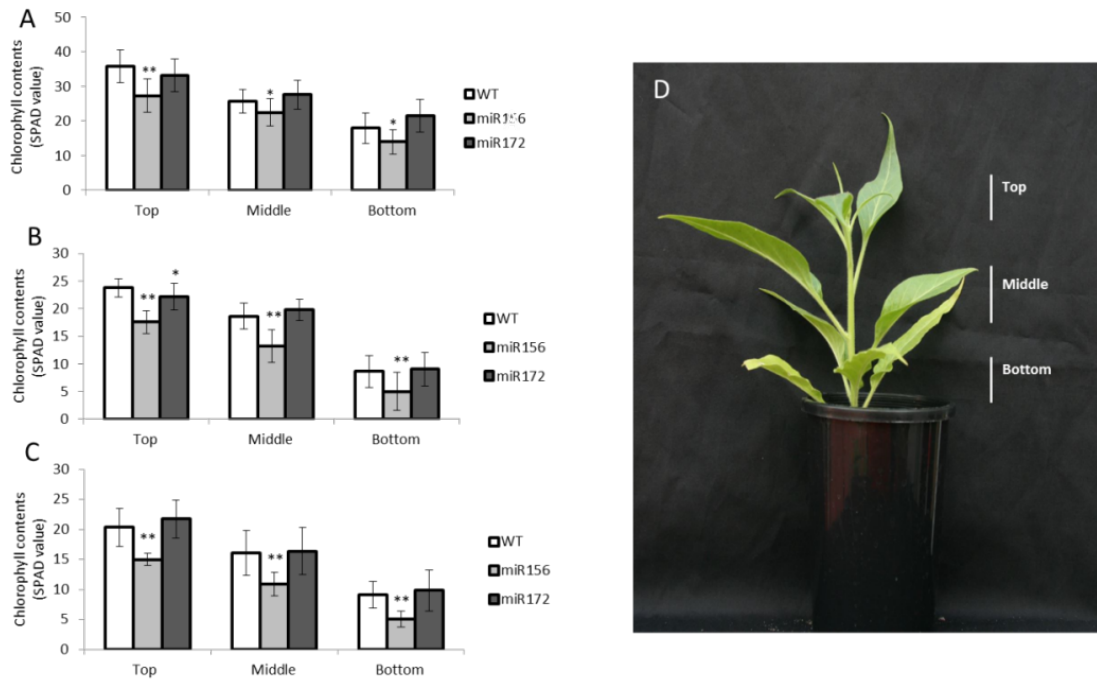 A
Chlorophyll contents
(SPAD value)
50
40
30
20
10
0
**
*
*
Top
Middle
Bottom
WT
miR156
miR172
B
Chlorophyll contents
(SPAD value)
30
25
20
15
10
5
0
**
*
**
**
Top
Middle
Bottom
WT
miR156
miR172
C
Chlorophyll contents
(SPAD value)
30
25
20
15
10
5
0
**
**
**
Top
Middle
Bottom
WT
miR156
miR172
D
Top
Middle
Bottom